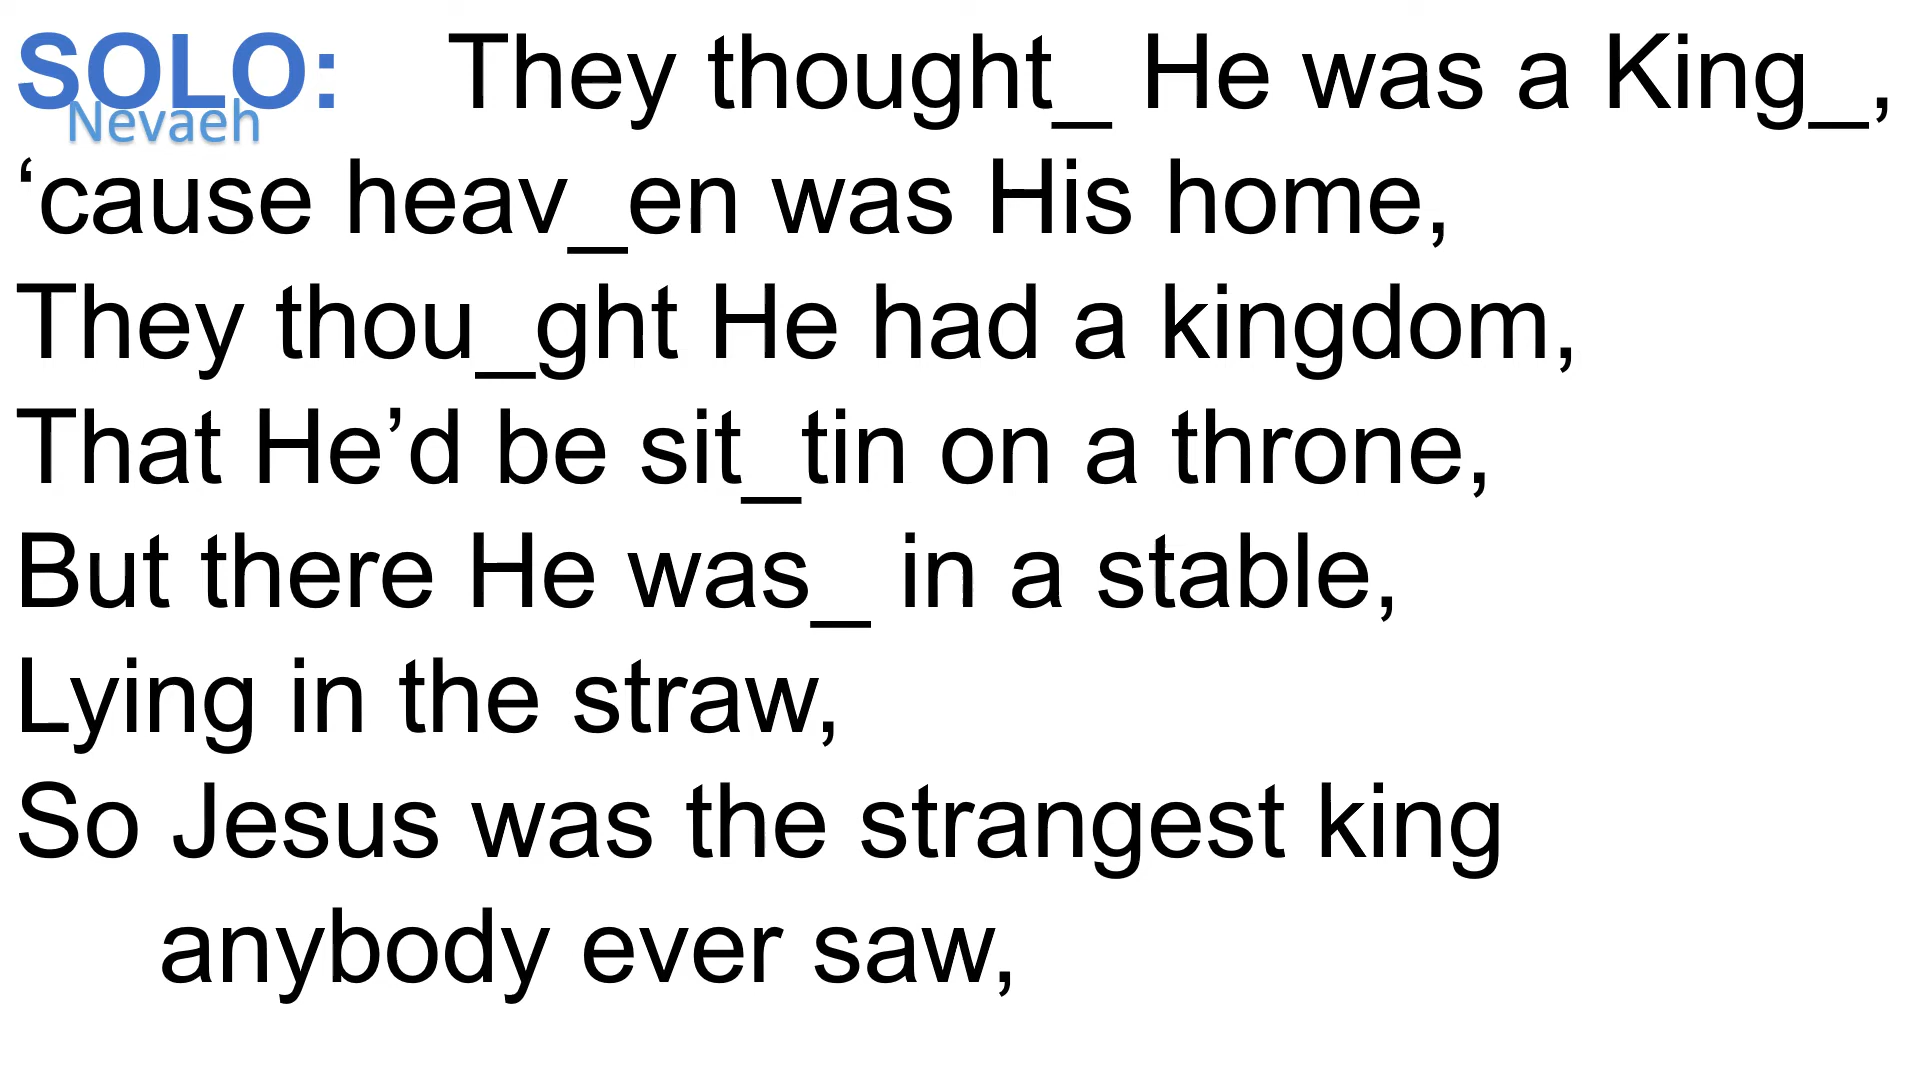 SOLO: They thought_ He was a King_,
Nevaeh
‘cause heav_en was His home,
They thou_ght He had a kingdom,
That He’d be sit_tin on a throne,
But there He was_ in a stable,
Lying in the straw,
So Jesus was the strangest king
anybody ever saw,